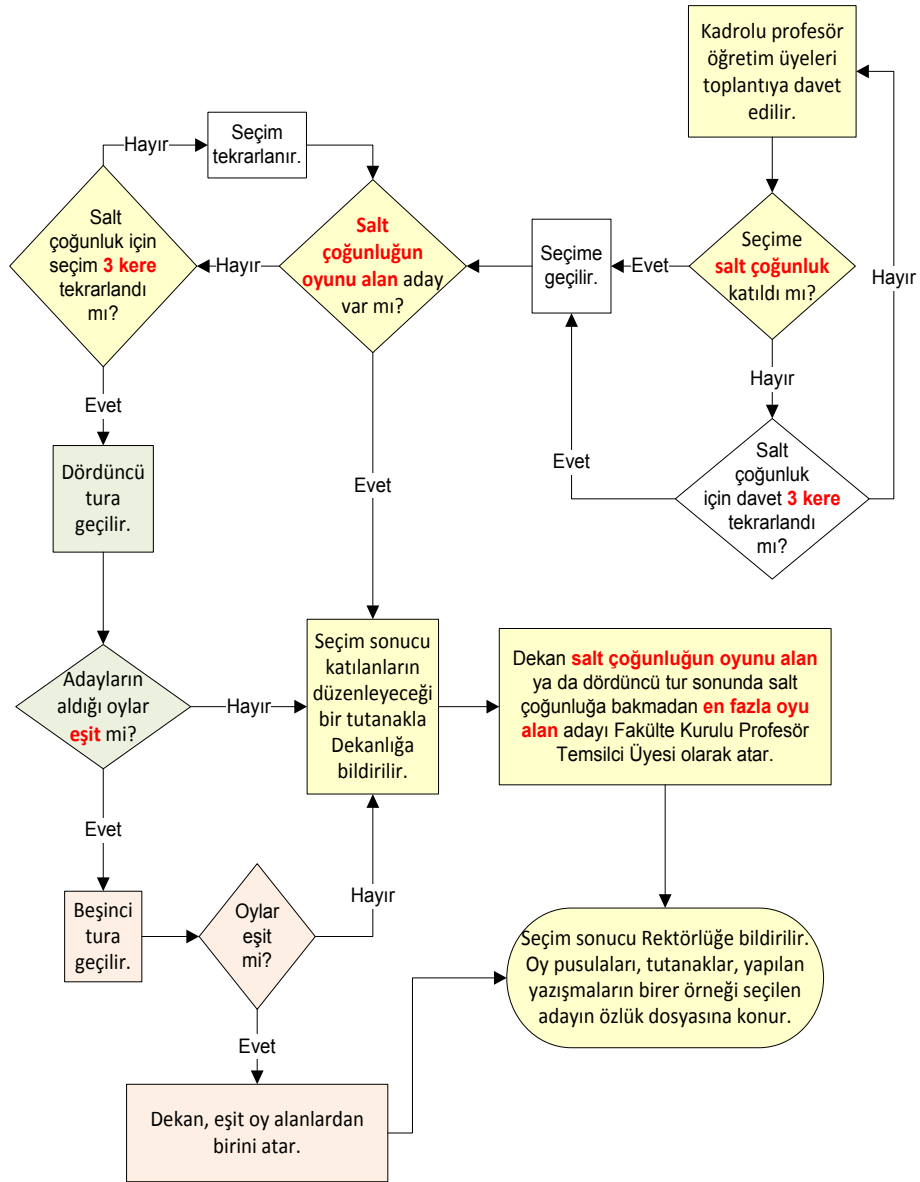 Kadrolu profesör
öğretim üyeleri
toplantıya davet
edilir.
Seçime
salt çoğunluk
katıldı mı?
Evet
Hayır
Hayır
Salt
çoğunluk
için davet 3 kere
tekrarlandı
mı?
Evet
Seçime
geçilir.
Salt
çoğunluğun
oyunu alan aday
var mı?
Hayır
Evet
Seçim
tekrarlanır.
Hayır
Salt
çoğunluk için
seçim 3 kere
tekrarlandı
mı?
Evet
Dördüncü
tura
geçilir.
Adayların
aldığı oylar
eşit mi?
Hayır
Evet
Seçim sonucu
katılanların
düzenleyeceği
bir tutanakla
Dekanlığa
bildirilir.
Dekan salt çoğunluğun oyunu alan
ya da dördüncü tur sonunda salt
çoğunluğa bakmadan en fazla oyu
alan adayı Fakülte Kurulu Profesör
Temsilci Üyesi olarak atar.
Beşinci
tura
geçilir.
Oylar
eşit
mi?
Hayır
Evet
Dekan, eşit oy alanlardan
birini atar.
Seçim sonucu Rektörlüğe bildirilir.
Oy pusulaları, tutanaklar, yapılan
yazışmaların birer örneği seçilen
adayın özlük dosyasına konur.